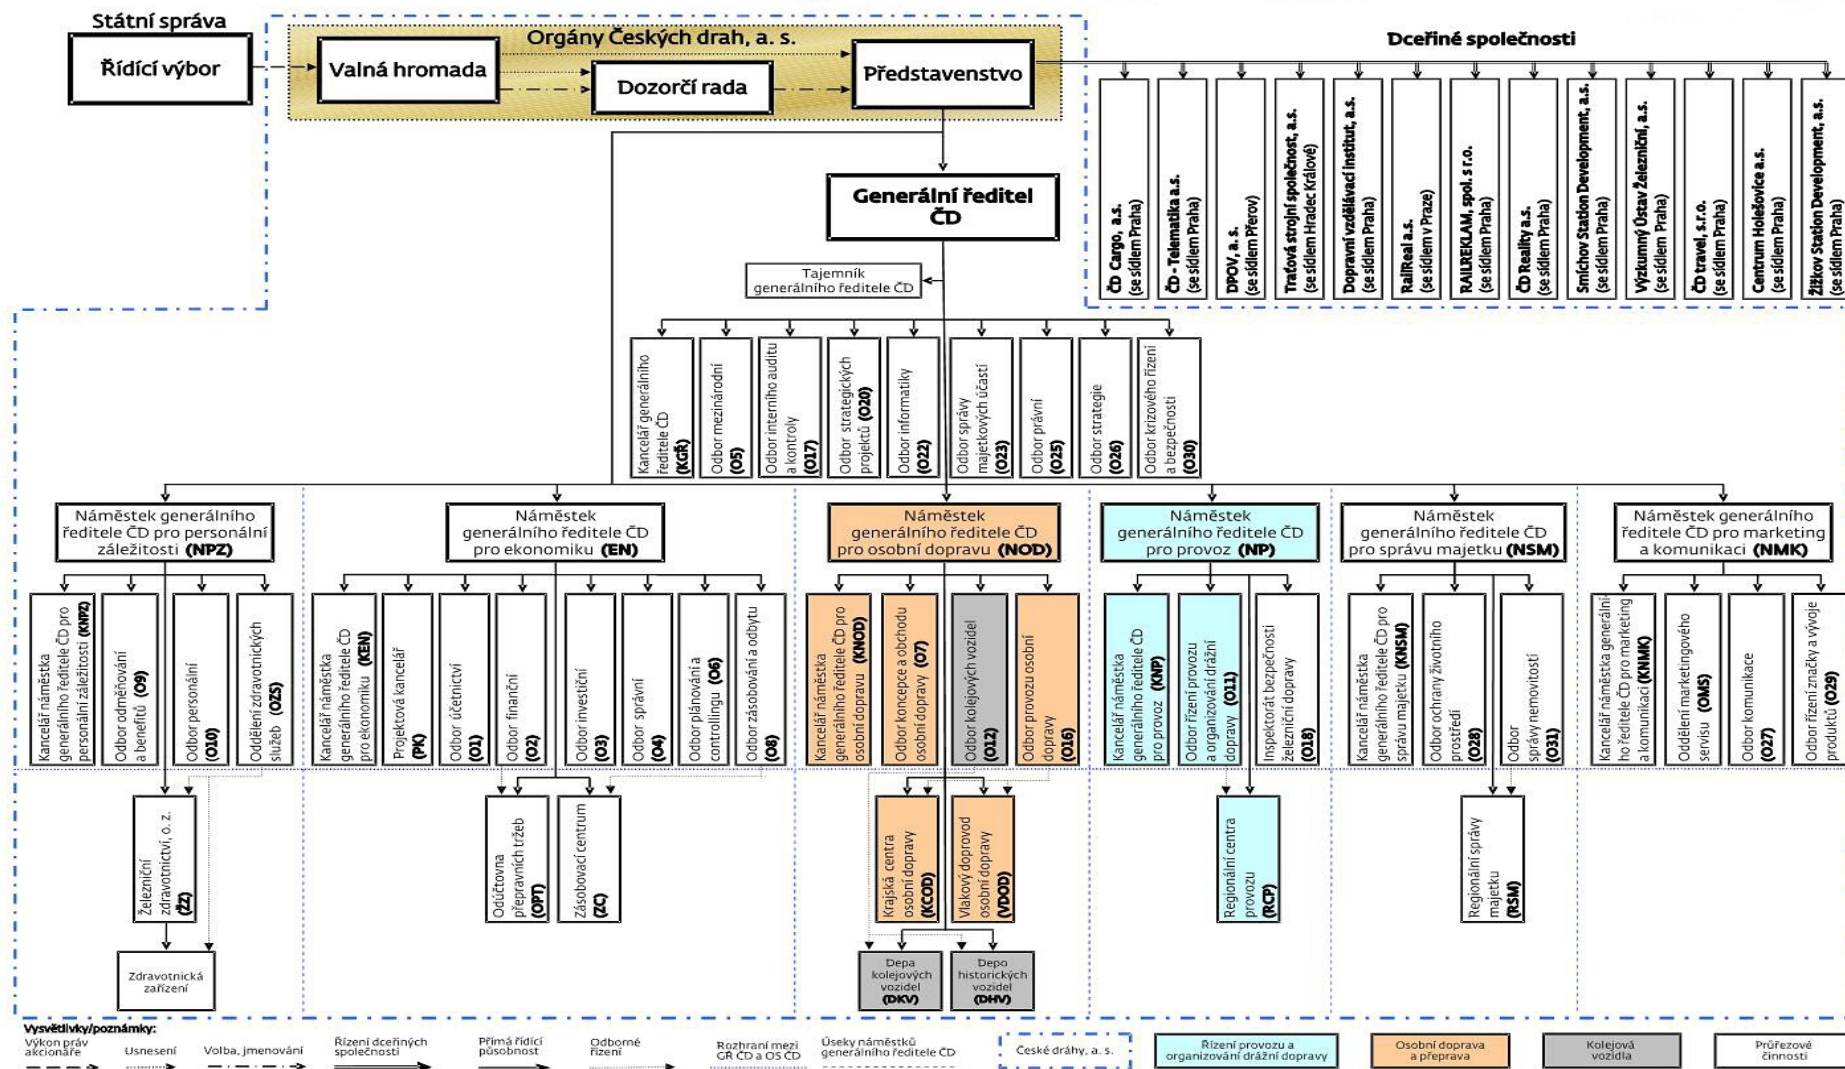 Státní správa
Řídící výbor
Orgány Českých drah, a. s.
Valná hromada
Dozorčí rada
Představenstvo
Dceřiné společnosti
ČD Cargo, a.s.
(se sídlem Praha)
ČD - Telematika a.s.
(se sídlem Praha)
DPOV, a. s.
(se sídlem Přerov)
Traťová strojní společnost, a.s.
(se sídlem Hradec Králové)
Dopravní vzdělávací institut, a.s.
(se sídlem Praha)
RailReal a.s.
(se sídlem v Praze)
RAILREKLAM, spol. s r.o.
(se sídlem Praha)
ČD Reality a.s.
(se sídlem Praha)
Smíchov Station Development, a.s.
(se sídlem Praha)
Výzkumný Ústav Železniční, a.s.
(se sídlem Praha)
ČD travel, s.r.o.
(se sídlem Praha)
Centrum Holešovice a.s.
(se sídlem Praha)
Žižkov Station Development, a.s.
(se sídlem Praha)
Generální ředitel
ČD
Tajemník
generálního ředitele ČD
Kancelář generálního
ředitele ČD
(KGŘ)
Odbor mezinárodní
(O5)
Odbor interního auditu
a kontroly
(O17)
Odbor strategických
projektů (O20)
Odbor informatiky
(O22)
Odbor správy
majetkových účastí
(O23)
Odbor právní
(O25)
Odbor strategie
(O26)
Odbor krizového řízení
a bezpečnosti
(O30)
Náměstek generálního
ředitele ČD pro personální
záležitosti (NPZ)
Náměstek
generálního ředitele ČD
pro ekonomiku (EN)
Náměstek
generálního ředitele ČD
pro osobní dopravu (NOD)
Náměstek
generálního ředitele ČD
pro provoz (NP)
Náměstek
generálního ředitele ČD
pro správu majetku (NSM)
Náměstek generálního
ředitele ČD pro marketing
a komunikaci (NMK)
Kancelář náměstka
generálního ředitele ČD pro
personální záležitosti (KNPZ)
Odbor odměňování
a benefitů (O9)
Odbor personální
(O10)
Oddělení zdravotnických
služeb (OZS)
Kancelář náměstka
generálního ředitele ČD
pro ekonomiku (KEN)
Projektová kancelář
(PK)
Odbor účetnictví
(O1)
Odbor finanční
(O2)
Odbor investiční
(O3)
Odbor správní
(O4)
Odbor plánování a
controllingu (O6)
Odbor zásobování a odbytu
(O8)
Kancelář náměstka
generálního ředitele ČD pro
osobní dopravu (KNOD)
Odbor koncepce a obchodu
osobní dopravy (O7)
Odbor kolejových vozidel
(O12)
Odbor provozu osobní
dopravy (O16)
Kancelář náměstka
generálního ředitele ČD
pro provoz (KNP)
Odbor řízení provozu
a organizování drážní
dopravy (O11)
Inspektorát bezpečnosti
železniční dopravy
(O18)
Kancelář náměstka
generálního ředitele ČD pro
správu majetku (KNSM)
Odbor ochrany životního
prostředí
(O28)
Odbor
správy nemovitostí
(O31)
Kancelář náměstka generální-
ho ředitele ČD pro marketing
a komunikaci (KNMK)
Oddělení marketingového
servisu (OMS)
Odbor komunikace
(O27)
Odbor řízení značky a vývoje
produktů (O29)
Železniční
zdravotnictví, o. z.
(ŽZ)
Odúčtovna
přepravních tržeb
(OPT)
Zásobovací centrum
(ZC)
Krajská centra
osobní dopravy
(KCOD)
Vlakový doprovod
osobní dopravy
(VDOD)
Regionální centra
provozu
(RCP)
Regionální správy
majetku
(RSM)
Zdravotnická
zařízení
Depa
kolejových
vozidel
(DKV)
Depo
historických
vozidel
(DHV)
Vysvětlivky/poznámky:
Výkon práv
akcionáře
Usnesení
Volba, jmenování
Řízení dceřiných
společností
Přímá řídící
působnost
Odborné
řízení
Rozhraní mezi
GŘ ČD a OS ČD
Úseky náměstků
generálního ředitele ČD
České dráhy, a. s.
Řízení provozu a
organizování drážní dopravy
Osobní doprava
a přeprava
Kolejová
vozidla
Průřezové
činnosti